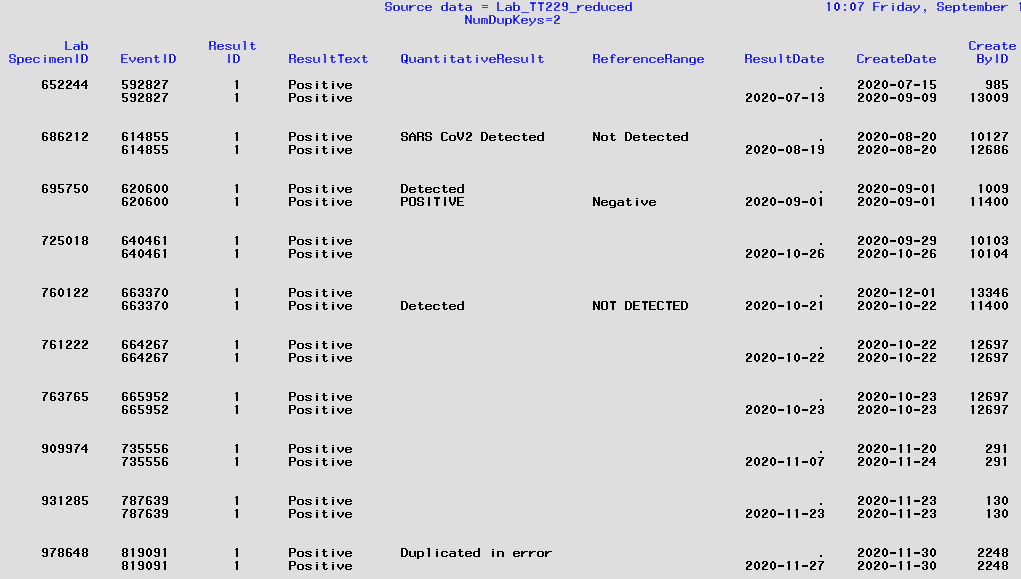 Source data = Lab_TT229_reduced 10:07 Friday, September 1
NumDupKeys=2
Lab Result Create
SpecimenID EventID ID ResultText QuantitativeResult ReferenceRange ResultDate CreateDate ByID
652244 592827 1 Positive . 2020-07-15 985
592827 1 Positive 2020-07-13 2020-09-09 13009
686212 614855 1 Positive SARS CoV2 Detected Not Detected . 2020-08-20 10127
614855 1 Positive 2020-08-19 2020-08-20 12686
695750 620600 1 Positive Detected . 2020-09-01 1009
620600 1 Positive POSITIVE Negative 2020-09-01 2020-09-01 11400
725018 640461 1 Positive . 2020-09-29 10103
640461 1 Positive 2020-10-26 2020-10-26 10104
760122 663370 1 Positive . 2020-12-01 13346
663370 1 Positive Detected NOT DETECTED 2020-10-21 2020-10-22 11400
761222 664267 1 Positive . 2020-10-22 12697
664267 1 Positive 2020-10-22 2020-10-22 12697
763765 665952 1 Positive . 2020-10-23 12697
665952 1 Positive 2020-10-23 2020-10-23 12697
909974 735556 1 Positive . 2020-11-20 291
735556 1 Positive 2020-11-07 2020-11-24 291
931285 787639 1 Positive . 2020-11-23 130
787639 1 Positive 2020-11-23 2020-11-23 130
978648 819091 1 Positive Duplicated in error . 2020-11-30 2248
819091 1 Positive 2020-11-27 2020-11-30 2248